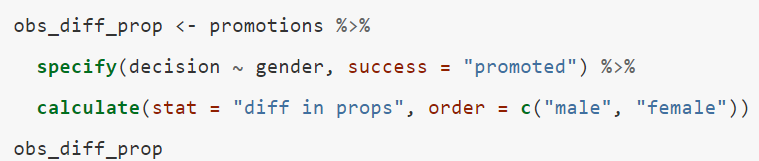 obs_diff_prop <- promotions %>%
specify(decision ~ gender, success = "promoted") %>%
calculate(stat = "diff in props", order = c("male", "female"))
obs_diff_prop